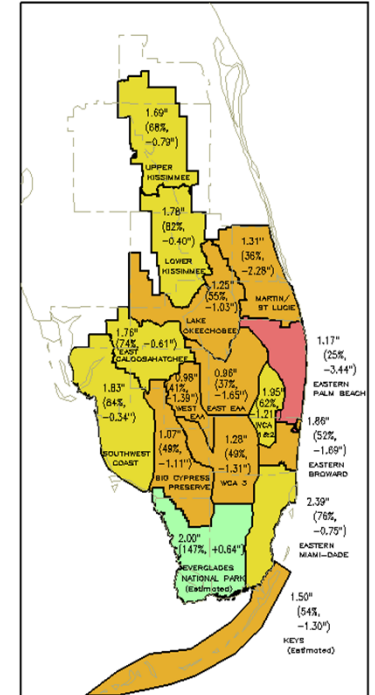 1.69"
(68%,
-0.79")
UPPER
KISSIMMEE
1.78"
(82%,
-0.40")
LOWER
KISSIMMEE
1.31"
(36%,
-2.28")
MARTIN/
ST LUCIE
1.25"
(55%,
-1.03")
LAKE
OKEECHOBEE
1.17"
(25%,
-3.44")
EASTERN
PALM BEACH
1.76"
(74%, -0.61")
EAST
CALOOSAHATCHEE
0.98"
(41%,
-1.39")
WEST
EAA
0.96"
(37%,
-1.65")
EAST EAA
1.95"
(62%,
-1.21")
WCA
1&2
1.83"
(84%,
-0.34")
SOUTHWEST
COAST
1.07"
(49%,
-1.11")
BIG CYPRESS
PRESERVE
1.28"
(49%,
-1.31")
WCA 3
1.86"
(52%,
-1.69")
EASTERN
BROWARD
2.39"
(76%,
-0.75")
EASTERN
MIAMI-DADE
2.00"
(147%, +0.64")
EVERGLADES
NATIONAL PARK
(Estimated)
1.50"
(54%,
-1.30")
KEYS
(Estimated)